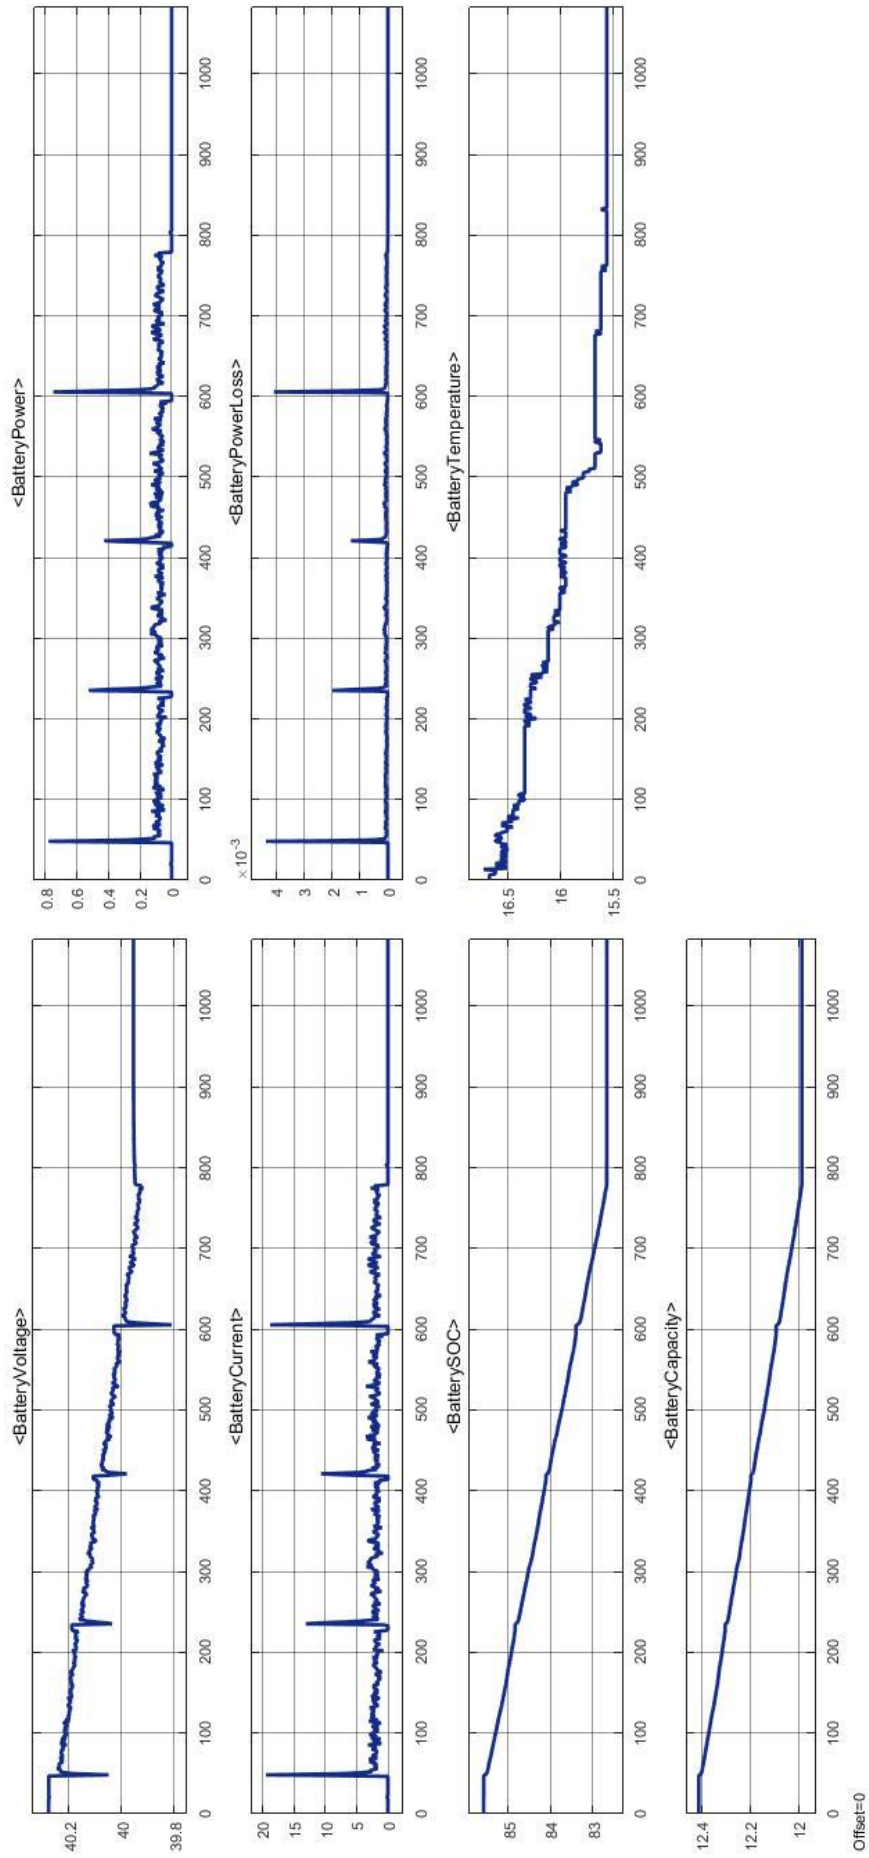 <BatteryVoltage>
40.2
40
39.8
0 100 200 300 400 500 600 700 800 900 1000
<BatteryCurrent>
20
15
10
5
0
0 100 200 300 400 500 600 700 800 900 1000
<BatterySOC>
85
84
83
0 100 200 300 400 500 600 700 800 900 1000
<BatteryCapacity>
12.4
12.2
12
0 100 200 300 400 500 600 700 800 900 1000
Offset=0
<BatteryPower>
0.8
0.6
0.4
0.2
0
0 100 200 300 400 500 600 700 800 900 1000
×10⁻³
<BatteryPowerLoss>
4
3
2
1
0
0 100 200 300 400 500 600 700 800 900 1000
<BatteryTemperature>
16.5
16
15.5
0 100 200 300 400 500 600 700 800 900 1000